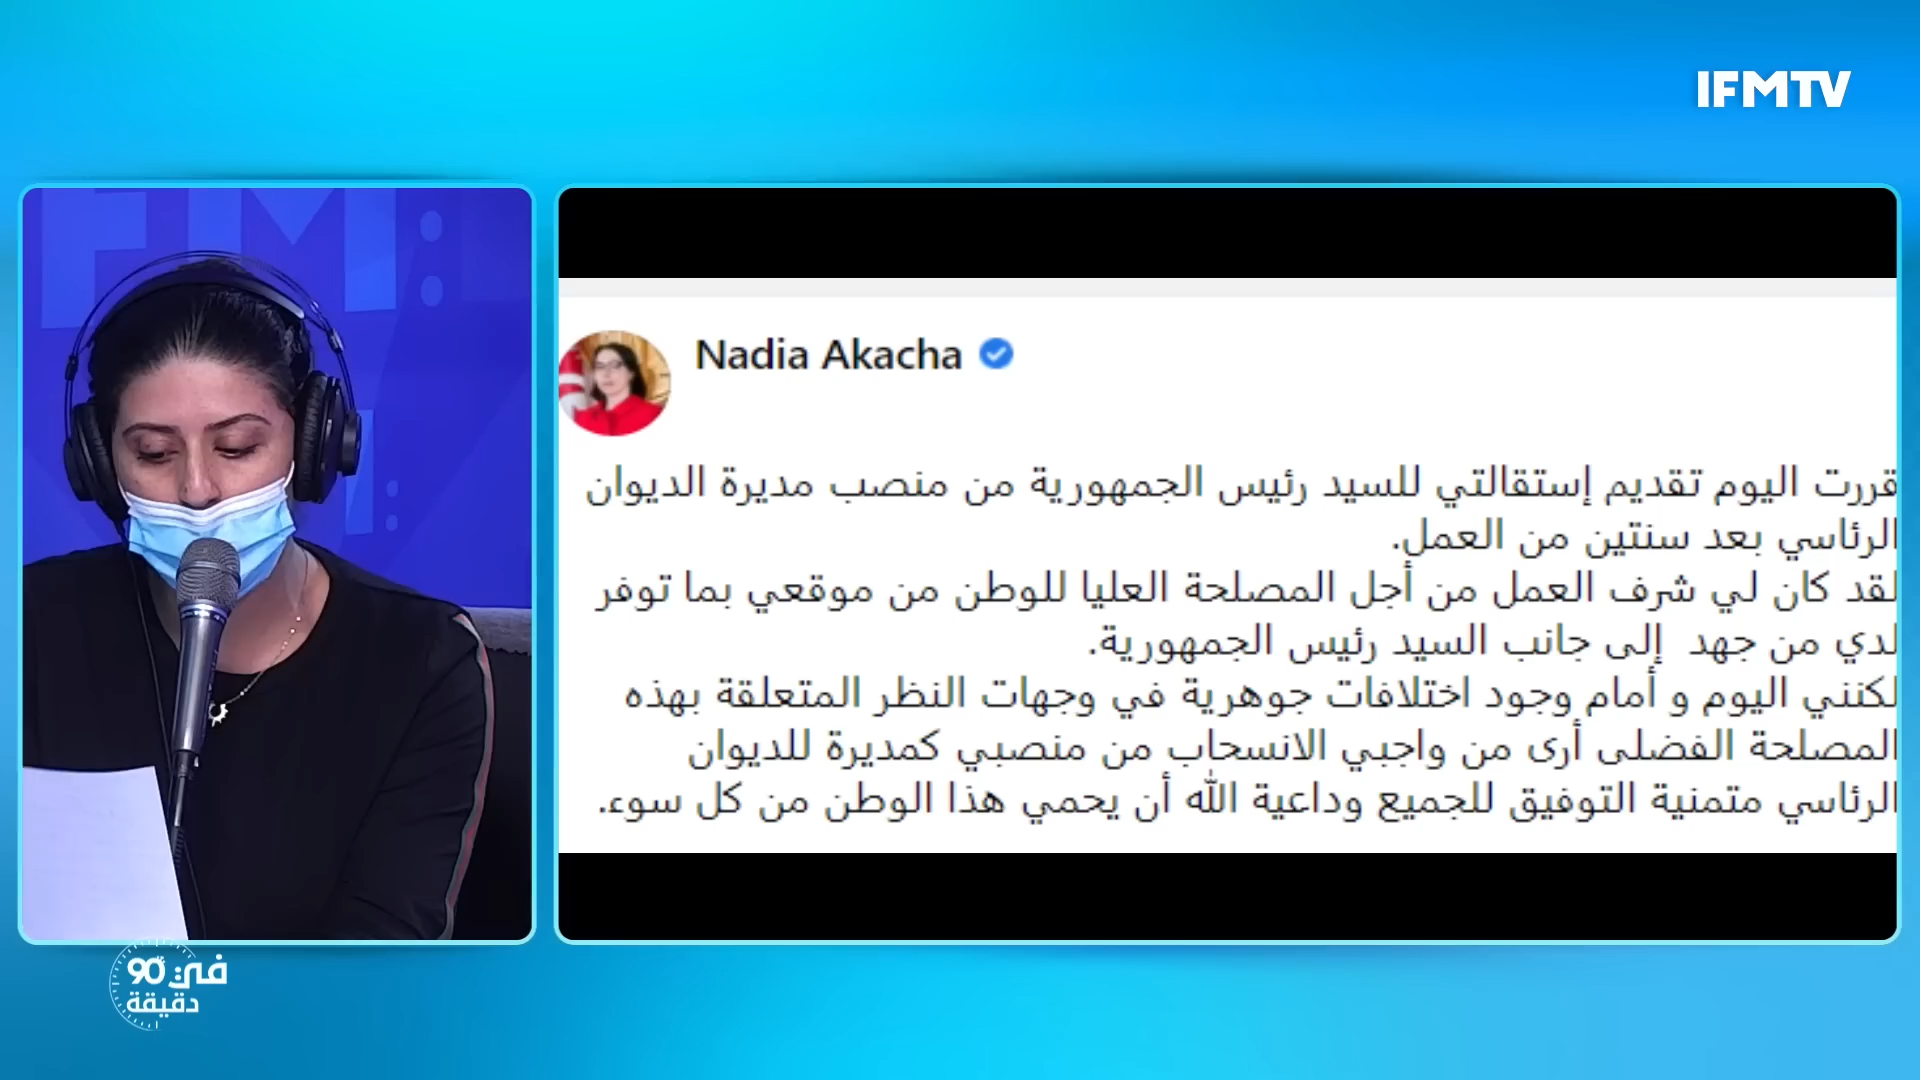 IFMTV
Nadia Akacha
قررت اليوم تقديم إستقالتي للسيد رئيس الجمهورية من منصب مديرة الديوان
الرئاسي بعد سنتين من العمل.
لقد كان لي شرف العمل من أجل المصلحة العليا للوطن من موقعي بما توفر
لدي من جهد إلى جانب السيد رئيس الجمهورية.
لكنني اليوم و أمام وجود اختلافات جوهرية في وجهات النظر المتعلقة بهذه
المصلحة الفضلى أرى من واجبي الانسحاب من منصبي كمديرة للديوان
الرئاسي متمنية التوفيق للجميع وداعية الله أن يحمي هذا الوطن من كل سوء.
في 90
دقيقة